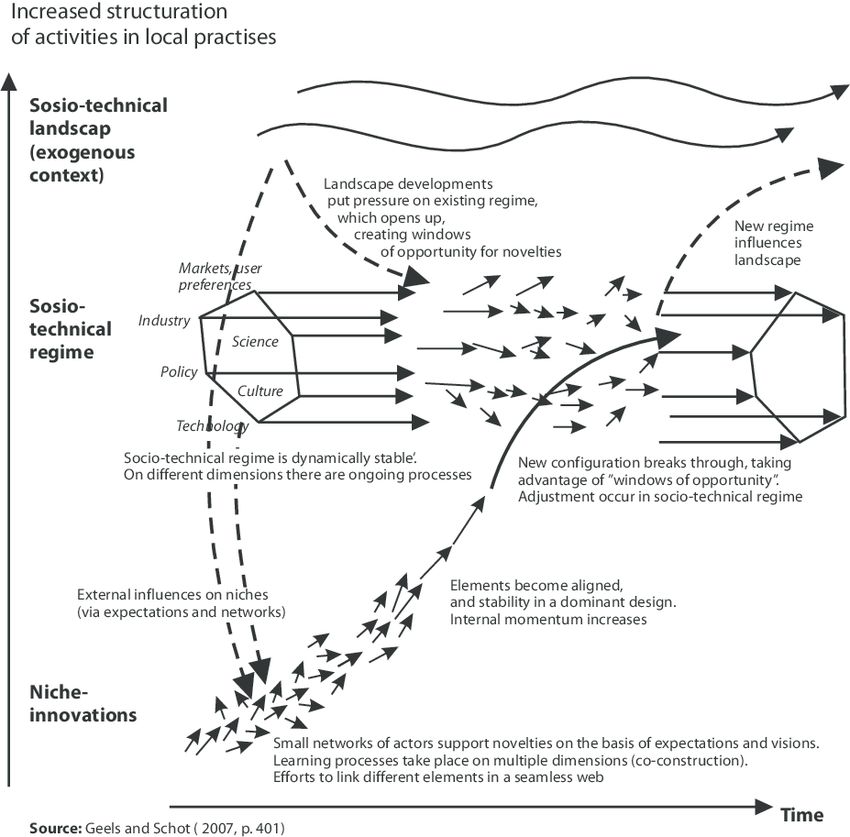 Increased structuration
of activities in local practises
Sosio-technical
landscap
(exogenous
context)
Landscape developments
put pressure on existing regime,
which opens up,
creating windows
of opportunity for novelties
New regime
influences
landscape
Markets, user
preferences
Sosio-
technical
regime
Industry
Science
Policy
Culture
Technology
Socio-technical regime is dynamically stable‘.
On different dimensions there are ongoing processes
New configuration breaks through, taking
advantage of ”windows of opportunity”.
Adjustment occur in socio-technical regime
External influences on niches
(via expectations and networks)
Elements become aligned,
and stability in a dominant design.
Internal momentum increases
Niche-
innovations
Small networks of actors support novelties on the basis of expectations and visions.
Learning processes take place on multiple dimensions (co-construction).
Efforts to link different elements in a seamless web
Time
Source: Geels and Schot ( 2007, p. 401)